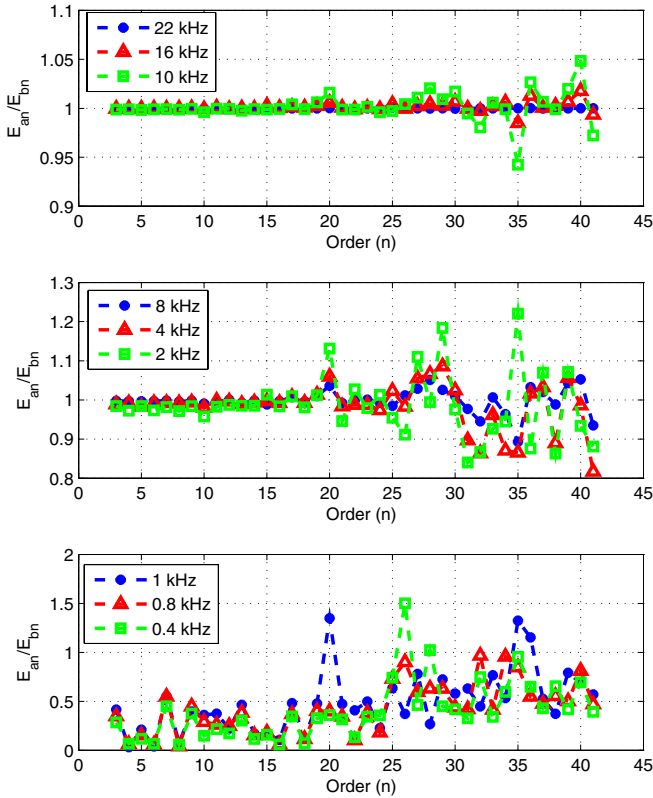 1.1
1.05
1
0.95
0.9
E_an/E_bn
22 kHz
16 kHz
10 kHz
0 5 10 15 20 25 30 35 40 45
Order (n)
1.3
1.2
1.1
1
0.9
0.8
E_an/E_bn
8 kHz
4 kHz
2 kHz
0 5 10 15 20 25 30 35 40 45
Order (n)
2
1.5
1
0.5
0
E_an/E_bn
1 kHz
0.8 kHz
0.4 kHz
0 5 10 15 20 25 30 35 40 45
Order (n)